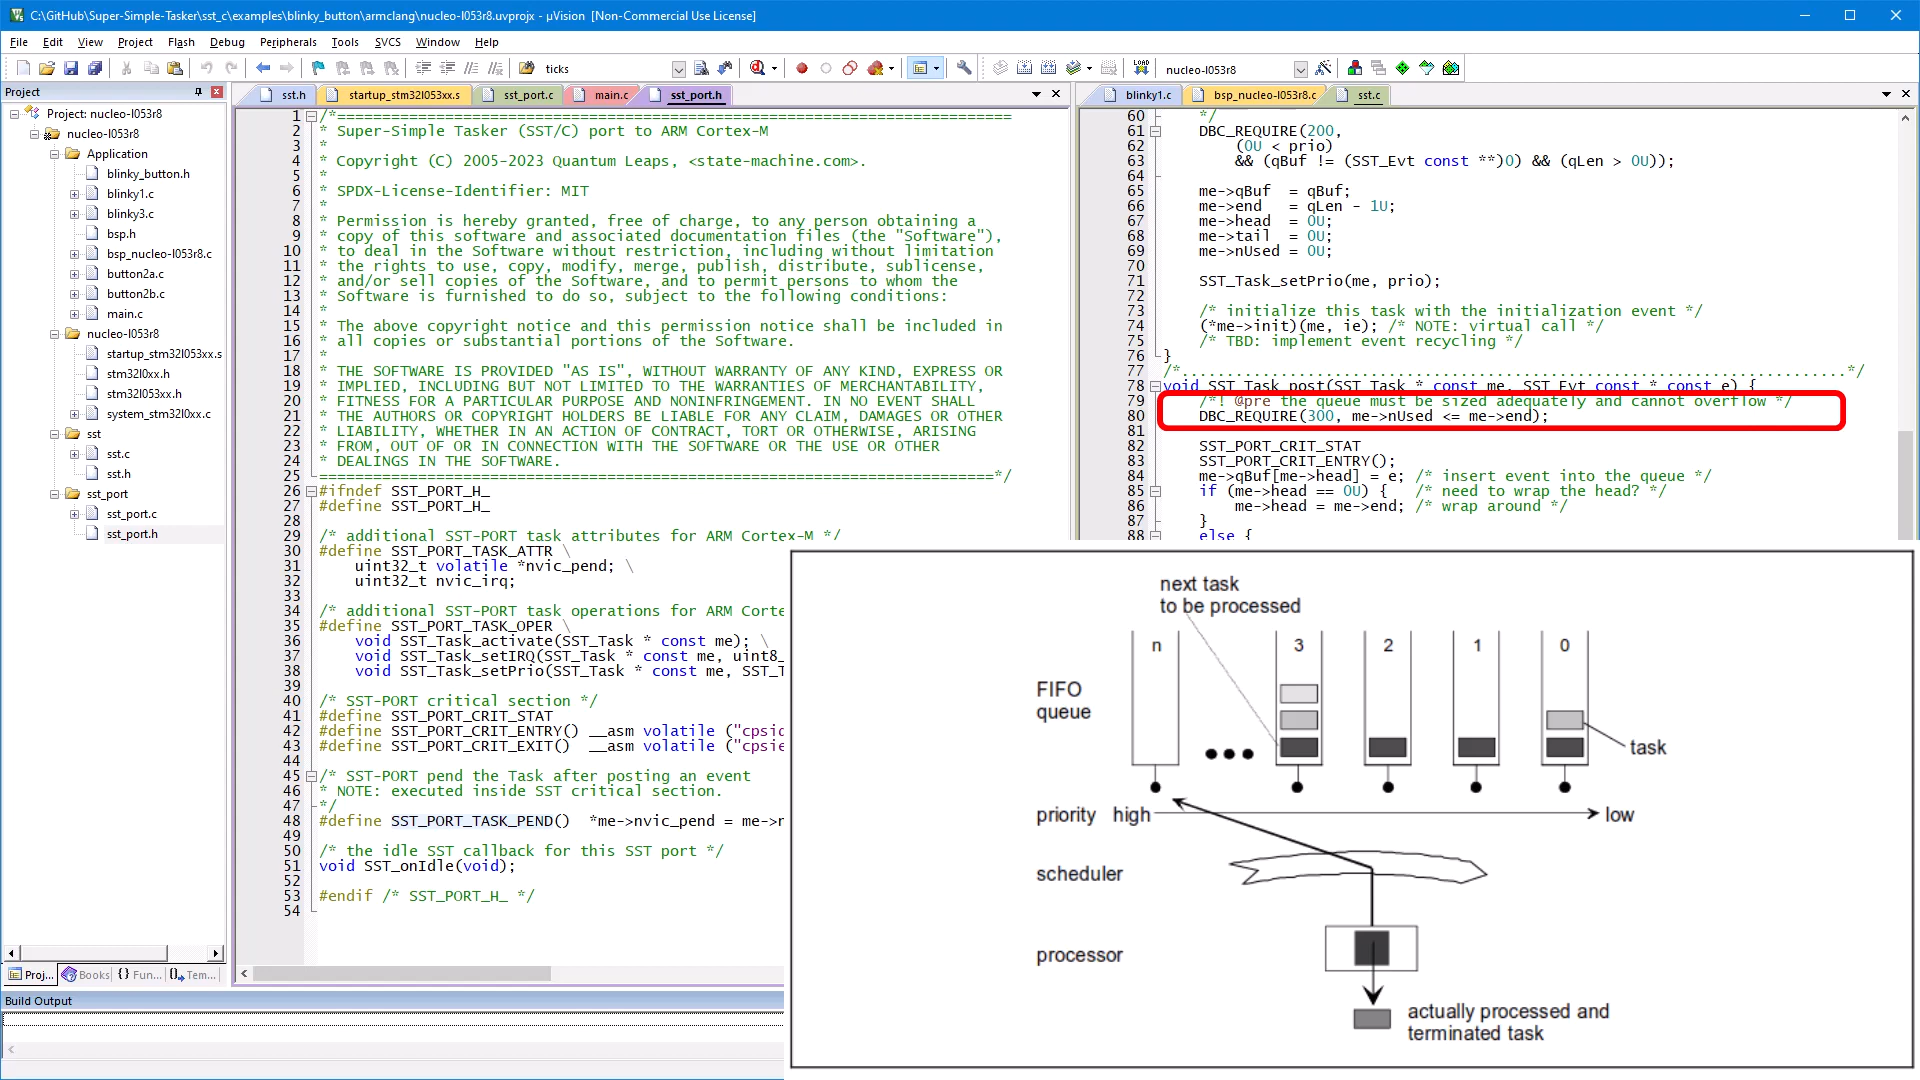 C:\GitHub\Super-Simple-Tasker\sst_c\examples\blinky_button\armclang\nucleo-l053r8.uvprojx - µVision  [Non-Commercial Use License]
File Edit View Project Flash Debug Peripherals Tools SVCS Window Help
ticks
LOAD
nucleo-l053r8
Project
Project: nucleo-l053r8
nucleo-l053r8
Application
blinky_button.h
blinky1.c
blinky3.c
bsp.h
bsp_nucleo-l053r8.c
button2a.c
button2b.c
main.c
nucleo-l053r8
startup_stm32l053xx.s
stm32l0xx.h
stm32l053xx.h
system_stm32l0xx.c
sst
sst.c
sst.h
sst_port
sst_port.c
sst_port.h
Proj... Books {} Fun... Tem...
Build Output
sst.h startup_stm32l053xx.s sst_port.c main.c sst_port.h
1 /*===========================================================================
2 * Super-Simple Tasker (SST/C) port to ARM Cortex-M
3 *
4 * Copyright (C) 2005-2023 Quantum Leaps, <state-machine.com>.
5 *
6 * SPDX-License-Identifier: MIT
7 *
8 * Permission is hereby granted, free of charge, to any person obtaining a
9 * copy of this software and associated documentation files (the "Software"),
10 * to deal in the Software without restriction, including without limitation
11 * the rights to use, copy, modify, merge, publish, distribute, sublicense,
12 * and/or sell copies of the Software, and to permit persons to whom the
13 * Software is furnished to do so, subject to the following conditions:
14 *
15 * The above copyright notice and this permission notice shall be included in
16 * all copies or substantial portions of the Software.
17 *
18 * THE SOFTWARE IS PROVIDED "AS IS", WITHOUT WARRANTY OF ANY KIND, EXPRESS OR
19 * IMPLIED, INCLUDING BUT NOT LIMITED TO THE WARRANTIES OF MERCHANTABILITY,
20 * FITNESS FOR A PARTICULAR PURPOSE AND NONINFRINGEMENT. IN NO EVENT SHALL
21 * THE AUTHORS OR COPYRIGHT HOLDERS BE LIABLE FOR ANY CLAIM, DAMAGES OR OTHER
22 * LIABILITY, WHETHER IN AN ACTION OF CONTRACT, TORT OR OTHERWISE, ARISING
23 * FROM, OUT OF OR IN CONNECTION WITH THE SOFTWARE OR THE USE OR OTHER
24 * DEALINGS IN THE SOFTWARE.
25 ===========================================================================*/
26 #ifndef SST_PORT_H_
27 #define SST_PORT_H_
28
29 /* additional SST-PORT task attributes for ARM Cortex-M */
30 #define SST_PORT_TASK_ATTR \
31 uint32_t volatile *nvic_pend; \
32 uint32_t nvic_irq;
33
34 /* additional SST-PORT task operations for ARM Corte
35 #define SST_PORT_TASK_OPER \
36 void SST_Task_activate(SST_Task * const me); \
37 void SST_Task_setIRQ(SST_Task * const me, uint8_
38 void SST_Task_setPrio(SST_Task * const me, SST_T
39
40 /* SST-PORT critical section */
41 #define SST_PORT_CRIT_STAT
42 #define SST_PORT_CRIT_ENTRY() __asm volatile ("cpsid
43 #define SST_PORT_CRIT_EXIT()  __asm volatile ("cpsie
44
45 /* SST-PORT pend the Task after posting an event
46 * NOTE: executed inside SST critical section.
47 */
48 #define SST_PORT_TASK_PEND()  *me->nvic_pend = me->n
49
50 /* the idle SST callback for this SST port */
51 void SST_onIdle(void);
52
53 #endif /* SST_PORT_H_ */
54
blinky1.c bsp_nucleo-l053r8.c sst.c
60 */
61 DBC_REQUIRE(200,
62 (0U < prio)
63 && (qBuf != (SST_Evt const **)0) && (qLen > 0U));
64
65 me->qBuf  = qBuf;
66 me->end   = qLen - 1U;
67 me->head  = 0U;
68 me->tail  = 0U;
69 me->nUsed = 0U;
70
71 SST_Task_setPrio(me, prio);
72
73 /* initialize this task with the initialization event */
74 (*me->init)(me, ie); /* NOTE: virtual call */
75 /* TBD: implement event recycling */
76 }
77 /*..........................................................................*/
78 void SST_Task_post(SST_Task * const me, SST_Evt const * const e) {
79 /*! @pre the queue must be sized adequately and cannot overflow */
80 DBC_REQUIRE(300, me->nUsed <= me->end);
81
82 SST_PORT_CRIT_STAT
83 SST_PORT_CRIT_ENTRY();
84 me->qBuf[me->head] = e; /* insert event into the queue */
85 if (me->head == 0U) {   /* need to wrap the head? */
86 me->head = me->end; /* wrap around */
87 }
88 else {
next task
to be processed
n 3 2 1 0
FIFO
queue
task
priority high low
scheduler
processor
actually processed and
terminated task